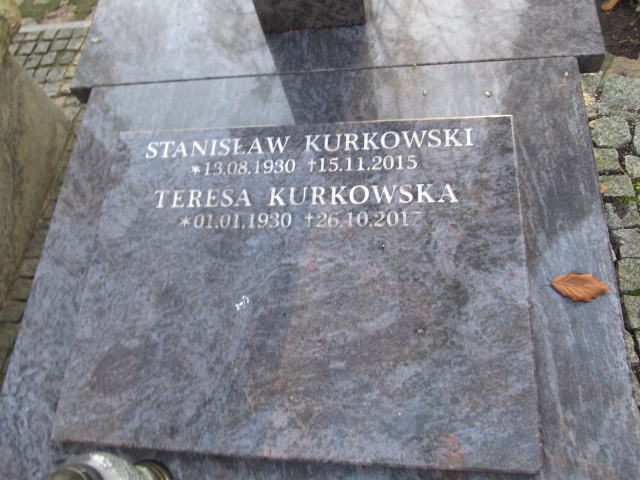 STANISŁAW KURKOWSKI
*13.08.1930 †15.11.2015
TERESA KURKOWSKA
*01.01.1930 †26.10.2017